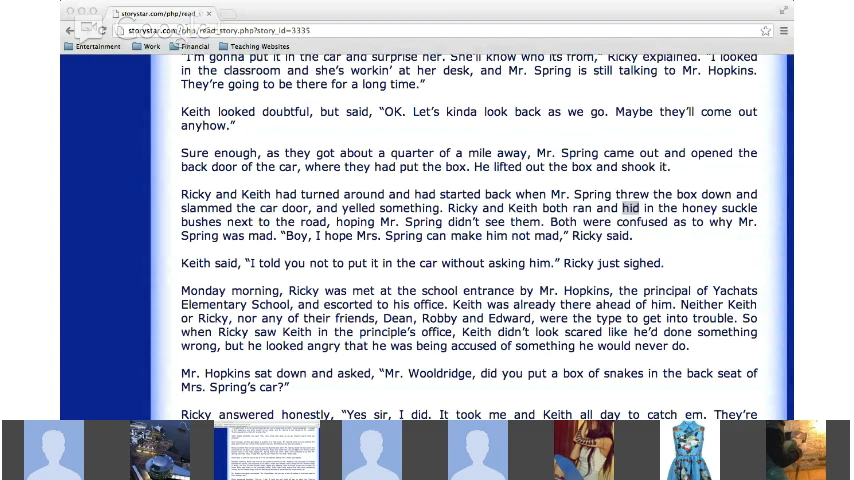 storystar.com/php/read_s
Google
storystar.com/php/read_story.php?story_id=3335
Entertainment Work Financial Teaching Websites
"I'm gonna put it in the car and surprise her. She'll know who its from," Ricky explained. "I looked
in the classroom and she's workin' at her desk, and Mr. Spring is still talking to Mr. Hopkins.
They're going to be there for a long time."
Keith looked doubtful, but said, "OK. Let's kinda look back as we go. Maybe they'll come out
anyhow."
Sure enough, as they got about a quarter of a mile away, Mr. Spring came out and opened the
back door of the car, where they had put the box. He lifted out the box and shook it.
Ricky and Keith had turned around and had started back when Mr. Spring threw the box down and
slammed the car door, and yelled something. Ricky and Keith both ran and hid in the honey suckle
bushes next to the road, hoping Mr. Spring didn't see them. Both were confused as to why Mr.
Spring was mad. "Boy, I hope Mrs. Spring can make him not mad," Ricky said.
Keith said, "I told you not to put it in the car without asking him." Ricky just sighed.
Monday morning, Ricky was met at the school entrance by Mr. Hopkins, the principal of Yachats
Elementary School, and escorted to his office. Keith was already there ahead of him. Neither Keith
or Ricky, nor any of their friends, Dean, Robby and Edward, were the type to get into trouble. So
when Ricky saw Keith in the principle's office, Keith didn't look scared like he'd done something
wrong, but he looked angry that he was being accused of something he would never do.
Mr. Hopkins sat down and asked, "Mr. Wooldridge, did you put a box of snakes in the back seat of
Mrs. Spring's car?"
Ricky answered honestly, "Yes sir, I did. It took me and Keith all day to catch em. They're